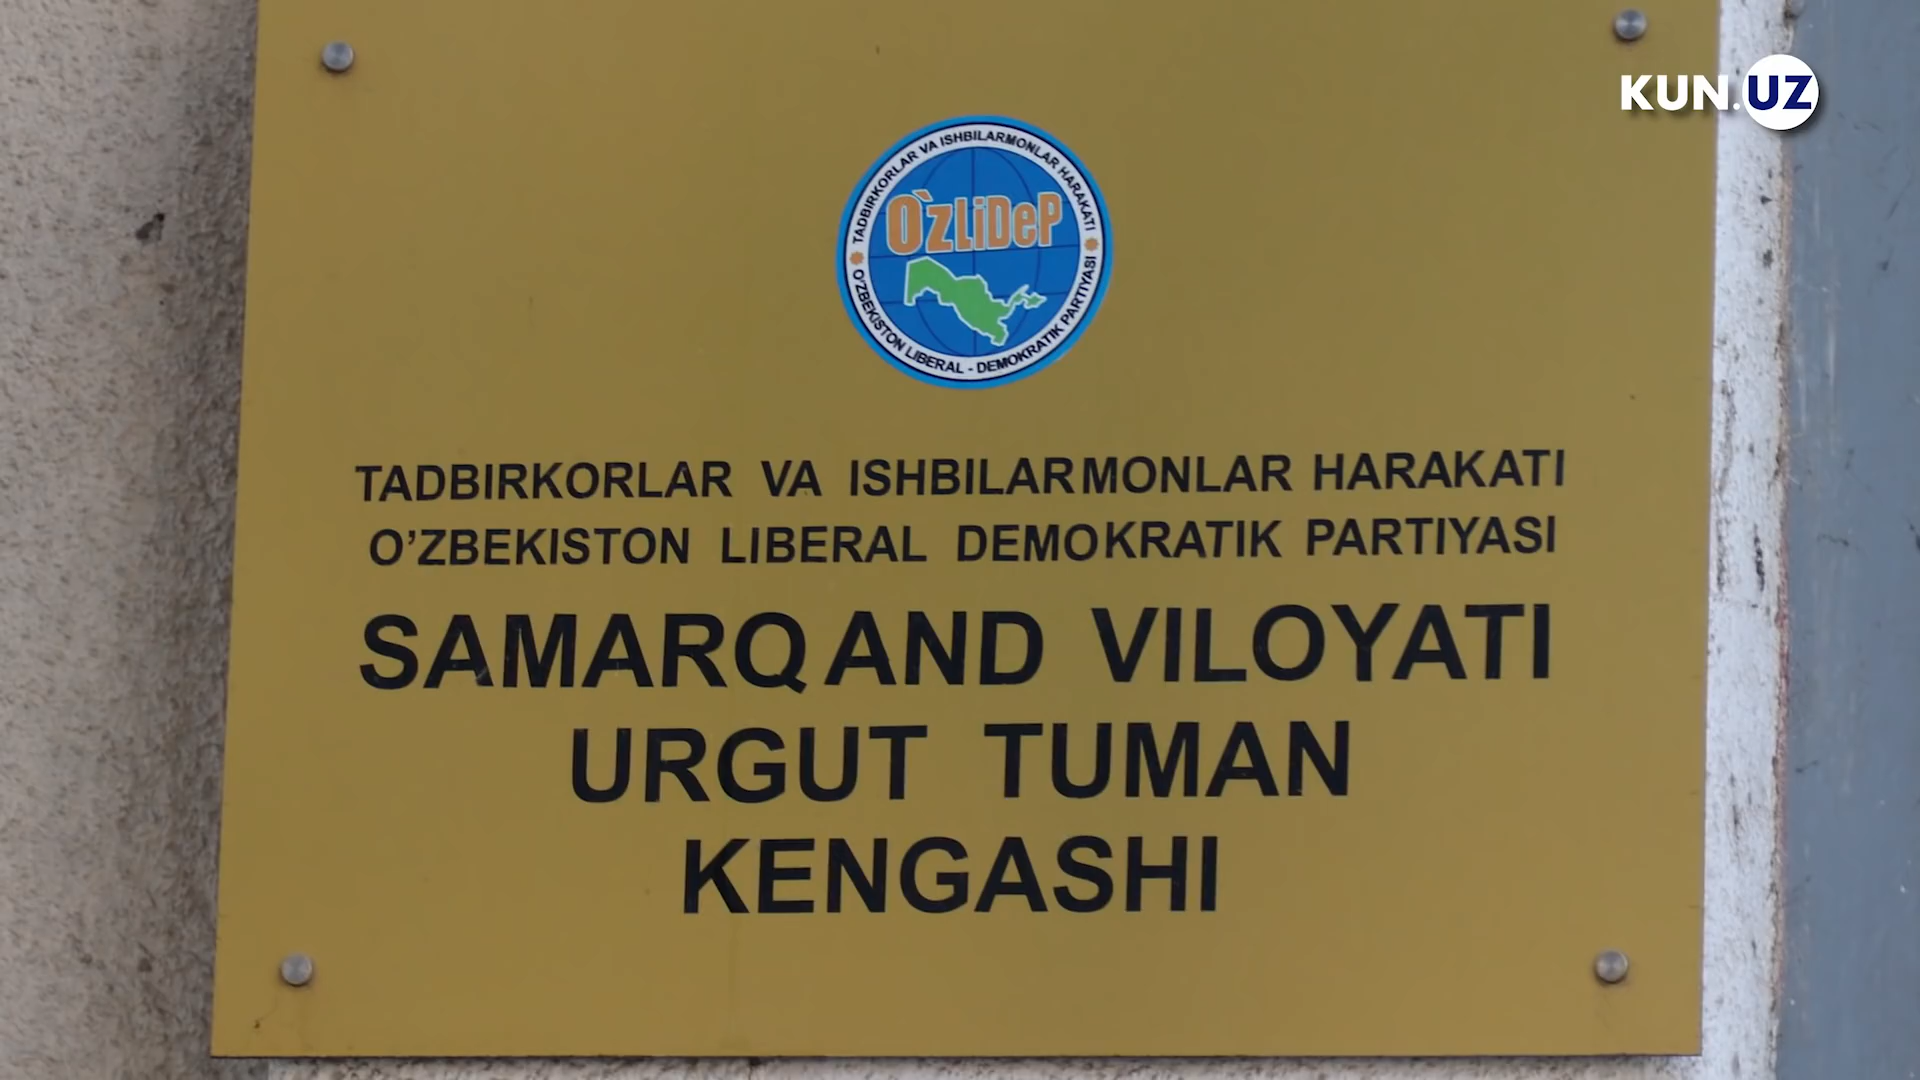 KUN.UZ
TADBIRKORLAR VA ISHBILARMONLAR HARAKATI
O'ZLiDeP
O'ZBEKISTON LIBERAL - DEMOKRATIK PARTIYASI
TADBIRKORLAR VA ISHBILARMONLAR HARAKATI
O’ZBEKISTON LIBERAL DEMOKRATIK PARTIYASI
SAMARQAND VILOYATI
URGUT TUMAN
KENGASHI